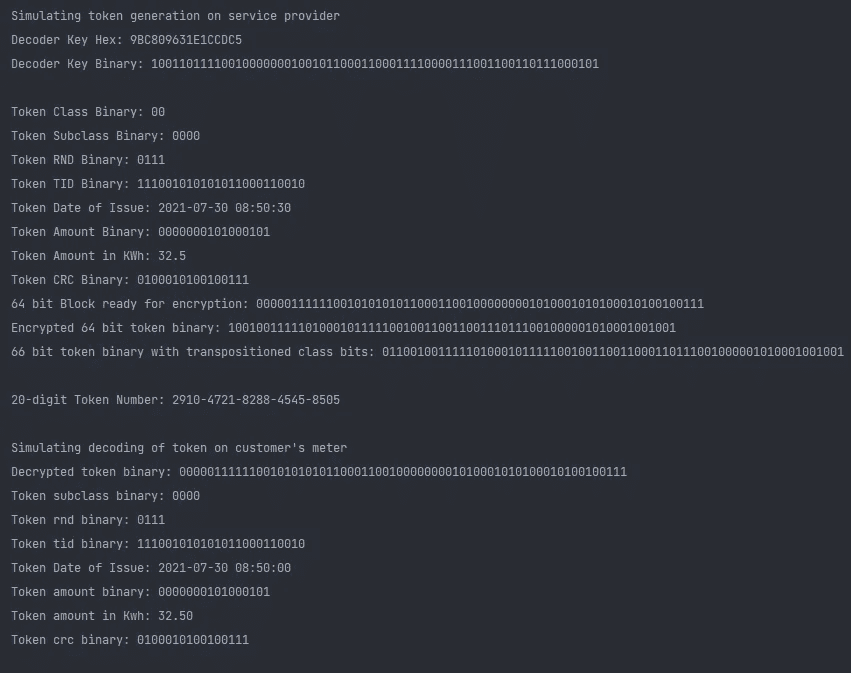 Simulating token generation on service provider
Decoder Key Hex: 9BC809631E1CCDC5
Decoder Key Binary: 1001101111001000000010010110001100011110000111001100110111000101
Token Class Binary: 00
Token Subclass Binary: 0000
Token RND Binary: 0111
Token TID Binary: 111001010101011000110010
Token Date of Issue: 2021-07-30 08:50:30
Token Amount Binary: 0000000101000101
Token Amount in KWh: 32.5
Token CRC Binary: 0100010100100111
64 bit Block ready for encryption: 0000011111100101010101100011001000000001010001010100010100100111
Encrypted 64 bit token binary: 1001001111101000101111100100110011001110111001000001010001001001
66 bit token binary with transpositioned class bits: 011001001111101000101111100100110011000110111001000001010001001001
20-digit Token Number: 2910-4721-8288-4545-8505
Simulating decoding of token on customer's meter
Decrypted token binary: 0000011111100101010101100011001000000001010001010100010100100111
Token subclass binary: 0000
Token rnd binary: 0111
Token tid binary: 111001010101011000110010
Token Date of Issue: 2021-07-30 08:50:00
Token amount binary: 0000000101000101
Token amount in Kwh: 32.50
Token crc binary: 0100010100100111